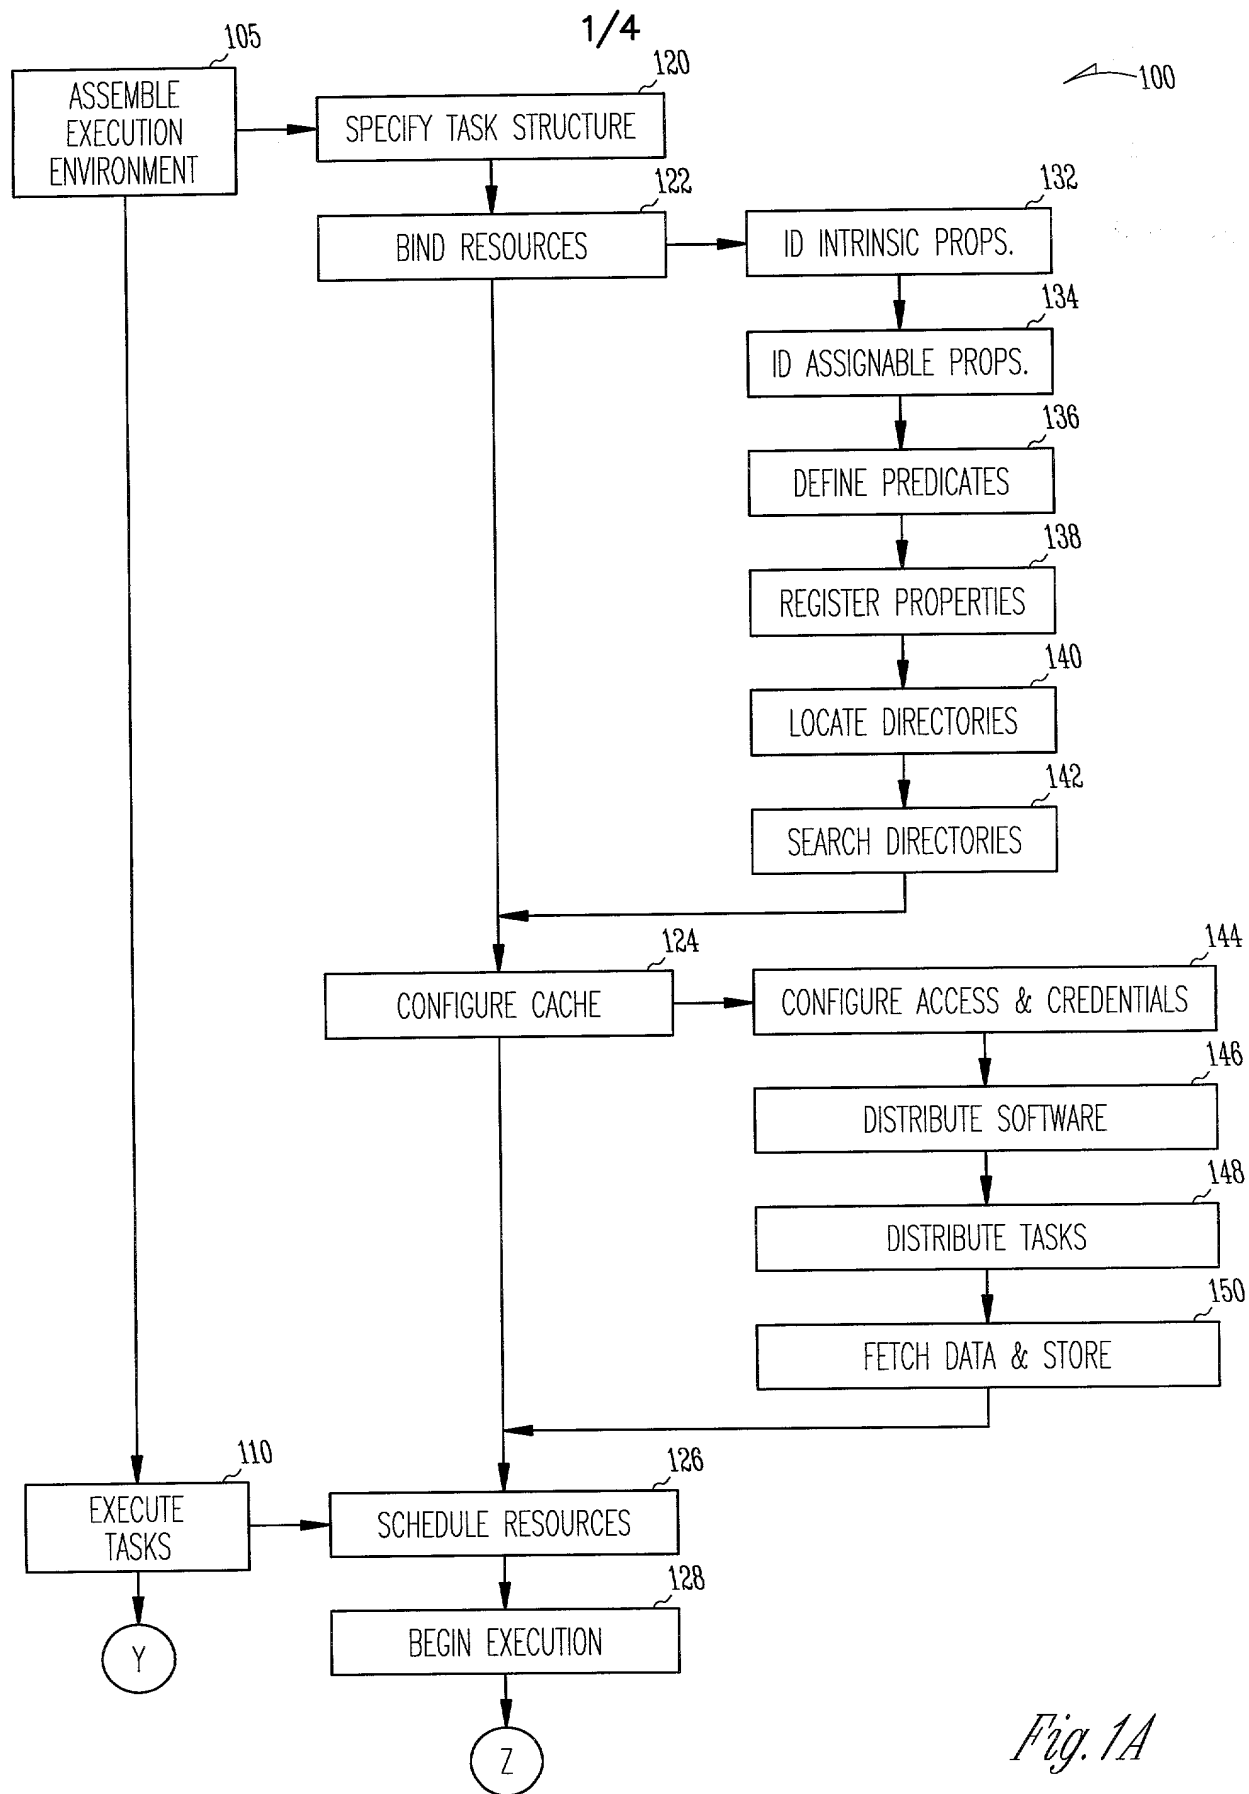 1/4
100
105
ASSEMBLE
EXECUTION
ENVIRONMENT
120
SPECIFY TASK STRUCTURE
122
BIND RESOURCES
132
ID INTRINSIC PROPS.
134
ID ASSIGNABLE PROPS.
136
DEFINE PREDICATES
138
REGISTER PROPERTIES
140
LOCATE DIRECTORIES
142
SEARCH DIRECTORIES
124
CONFIGURE CACHE
144
CONFIGURE ACCESS & CREDENTIALS
146
DISTRIBUTE SOFTWARE
148
DISTRIBUTE TASKS
150
FETCH DATA & STORE
110
EXECUTE
TASKS
126
SCHEDULE RESOURCES
128
BEGIN EXECUTION
Y
Z
Fig. 1A